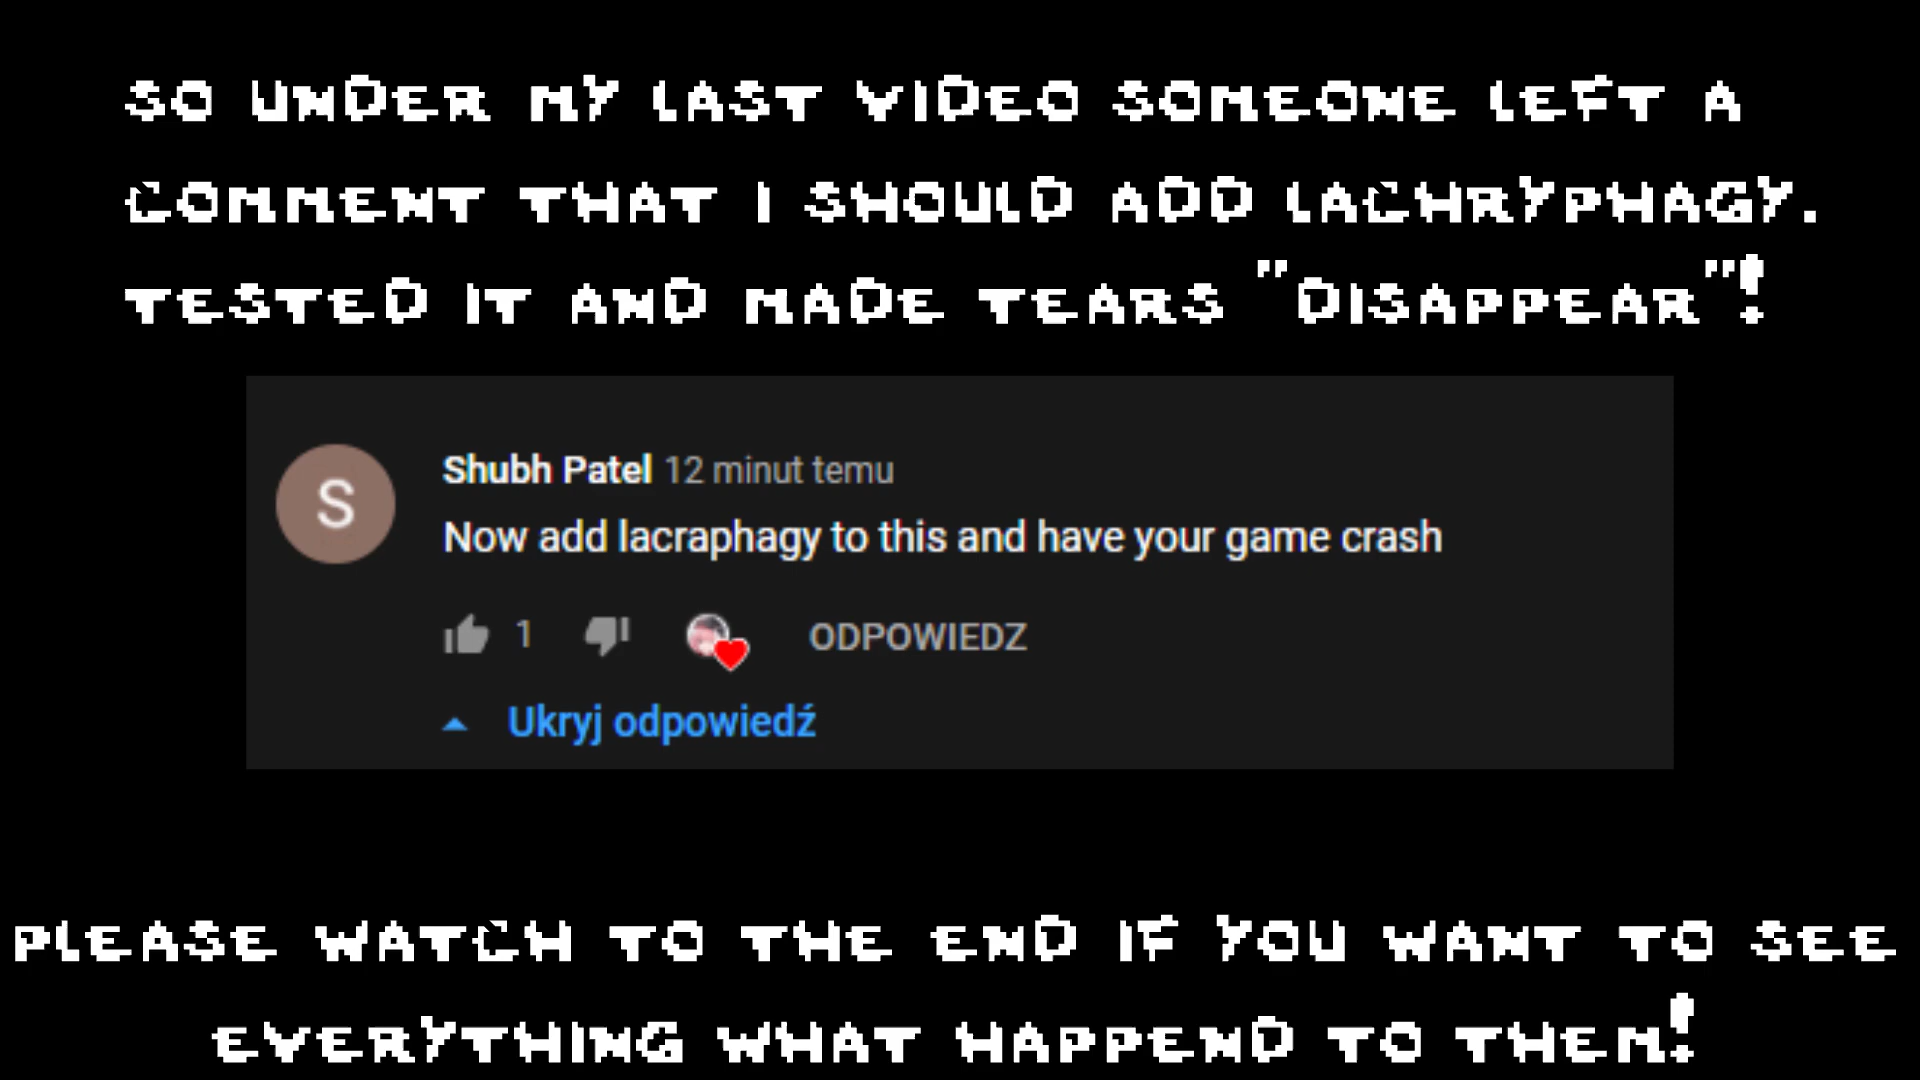 SO UNDER MY LAST VIDEO SOMEONE LEFT A
COMMENT THAT I SHOULD ADD LACHRYPHAGY.
TESTED IT AND MADE TEARS "DISAPPEAR"!
S
Shubh Patel 12 minut temu
Now add lacraphagy to this and have your game crash
1 ODPOWIEDZ
Ukryj odpowiedź
PLEASE WATCH TO THE END IF YOU WANT TO SEE
EVERYTHING WHAT HAPPEND TO THEM!